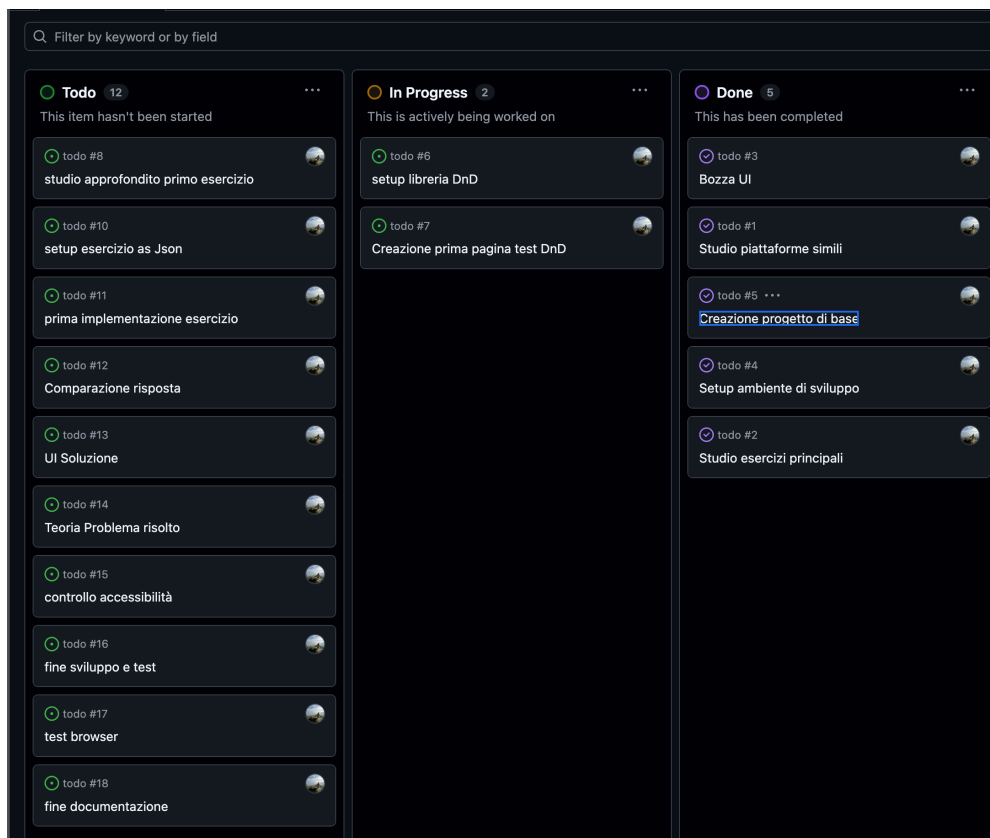 Filter by keyword or by field
Todo 12
This item hasn't been started
todo #8
studio approfondito primo esercizio
todo #10
setup esercizio as Json
todo #11
prima implementazione esercizio
todo #12
Comparazione risposta
todo #13
UI Soluzione
todo #14
Teoria Problema risolto
todo #15
controllo accessibilità
todo #16
fine sviluppo e test
todo #17
test browser
todo #18
fine documentazione
In Progress 2
This is actively being worked on
todo #6
setup libreria DnD
todo #7
Creazione prima pagina test DnD
Done 5
This has been completed
todo #3
Bozza UI
todo #1
Studio piattaforme simili
todo #5
Creazione progetto di base
todo #4
Setup ambiente di sviluppo
todo #2
Studio esercizi principali